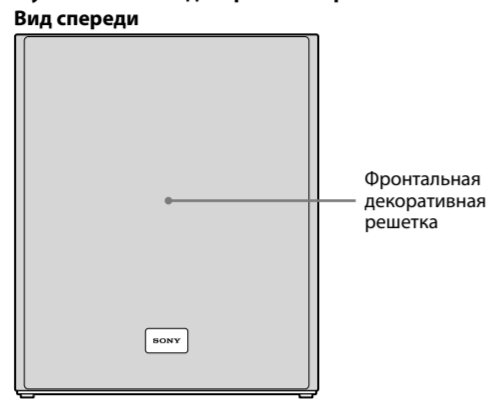 Вид спереди
Фронтальная
декоративная
решетка
SONY